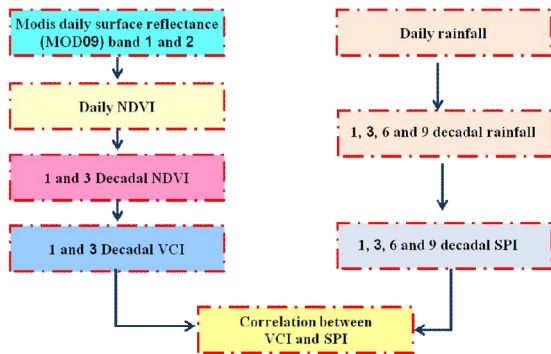 Modis daily surface reflectance
(MOD09) band 1 and 2
Daily NDVI
1 and 3 Decadal NDVI
1 and 3 Decadal VCI
Daily rainfall
1, 3, 6 and 9 decadal rainfall
1, 3, 6 and 9 decadal SPI
Correlation between
VCI and SPI